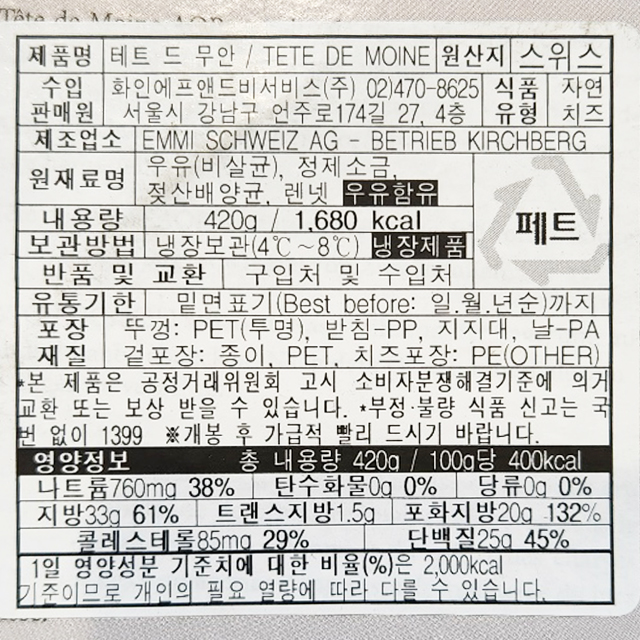 Tête de Moine AOP
제품명 테트 드 무안 / TETE DE MOINE 원산지 스위스
수입 화인에프앤드비서비스(주) 02)470-8625 식품 자연
판매원 서울시 강남구 언주로174길 27, 4층 유형 치즈
제조업소 EMMI SCHWEIZ AG - BETRIEB KIRCHBERG
원재료명 우유(비살균), 정제소금,
젖산배양균, 렌넷 우유함유
페트
내용량 420g / 1,680 kcal
보관방법 냉장보관(4℃~8℃) 냉장제품
반품 및 교환 구입처 및 수입처
유통기한 밑면표기(Best before: 일.월.년순)까지
포장 뚜껑: PET(투명), 받침-PP, 지지대, 날-PA
재질 겉포장: 종이, PET, 치즈포장: PE(OTHER)
*본 제품은 공정거래위원회 고시 소비자분쟁해결기준에 의거
교환 또는 보상 받을 수 있습니다. *부정·불량 식품 신고는 국
번 없이 1399 ※개봉 후 가급적 빨리 드시기 바랍니다.
영양정보 총 내용량 420g / 100g당 400kcal
나트륨760mg 38% 탄수화물0g 0% 당류0g 0%
지방33g 61% 트랜스지방1.5g 포화지방20g 132%
콜레스테롤85mg 29% 단백질25g 45%
1일 영양성분 기준치에 대한 비율(%)은 2,000kcal
기준이므로 개인의 필요 열량에 따라 다를 수 있습니다.